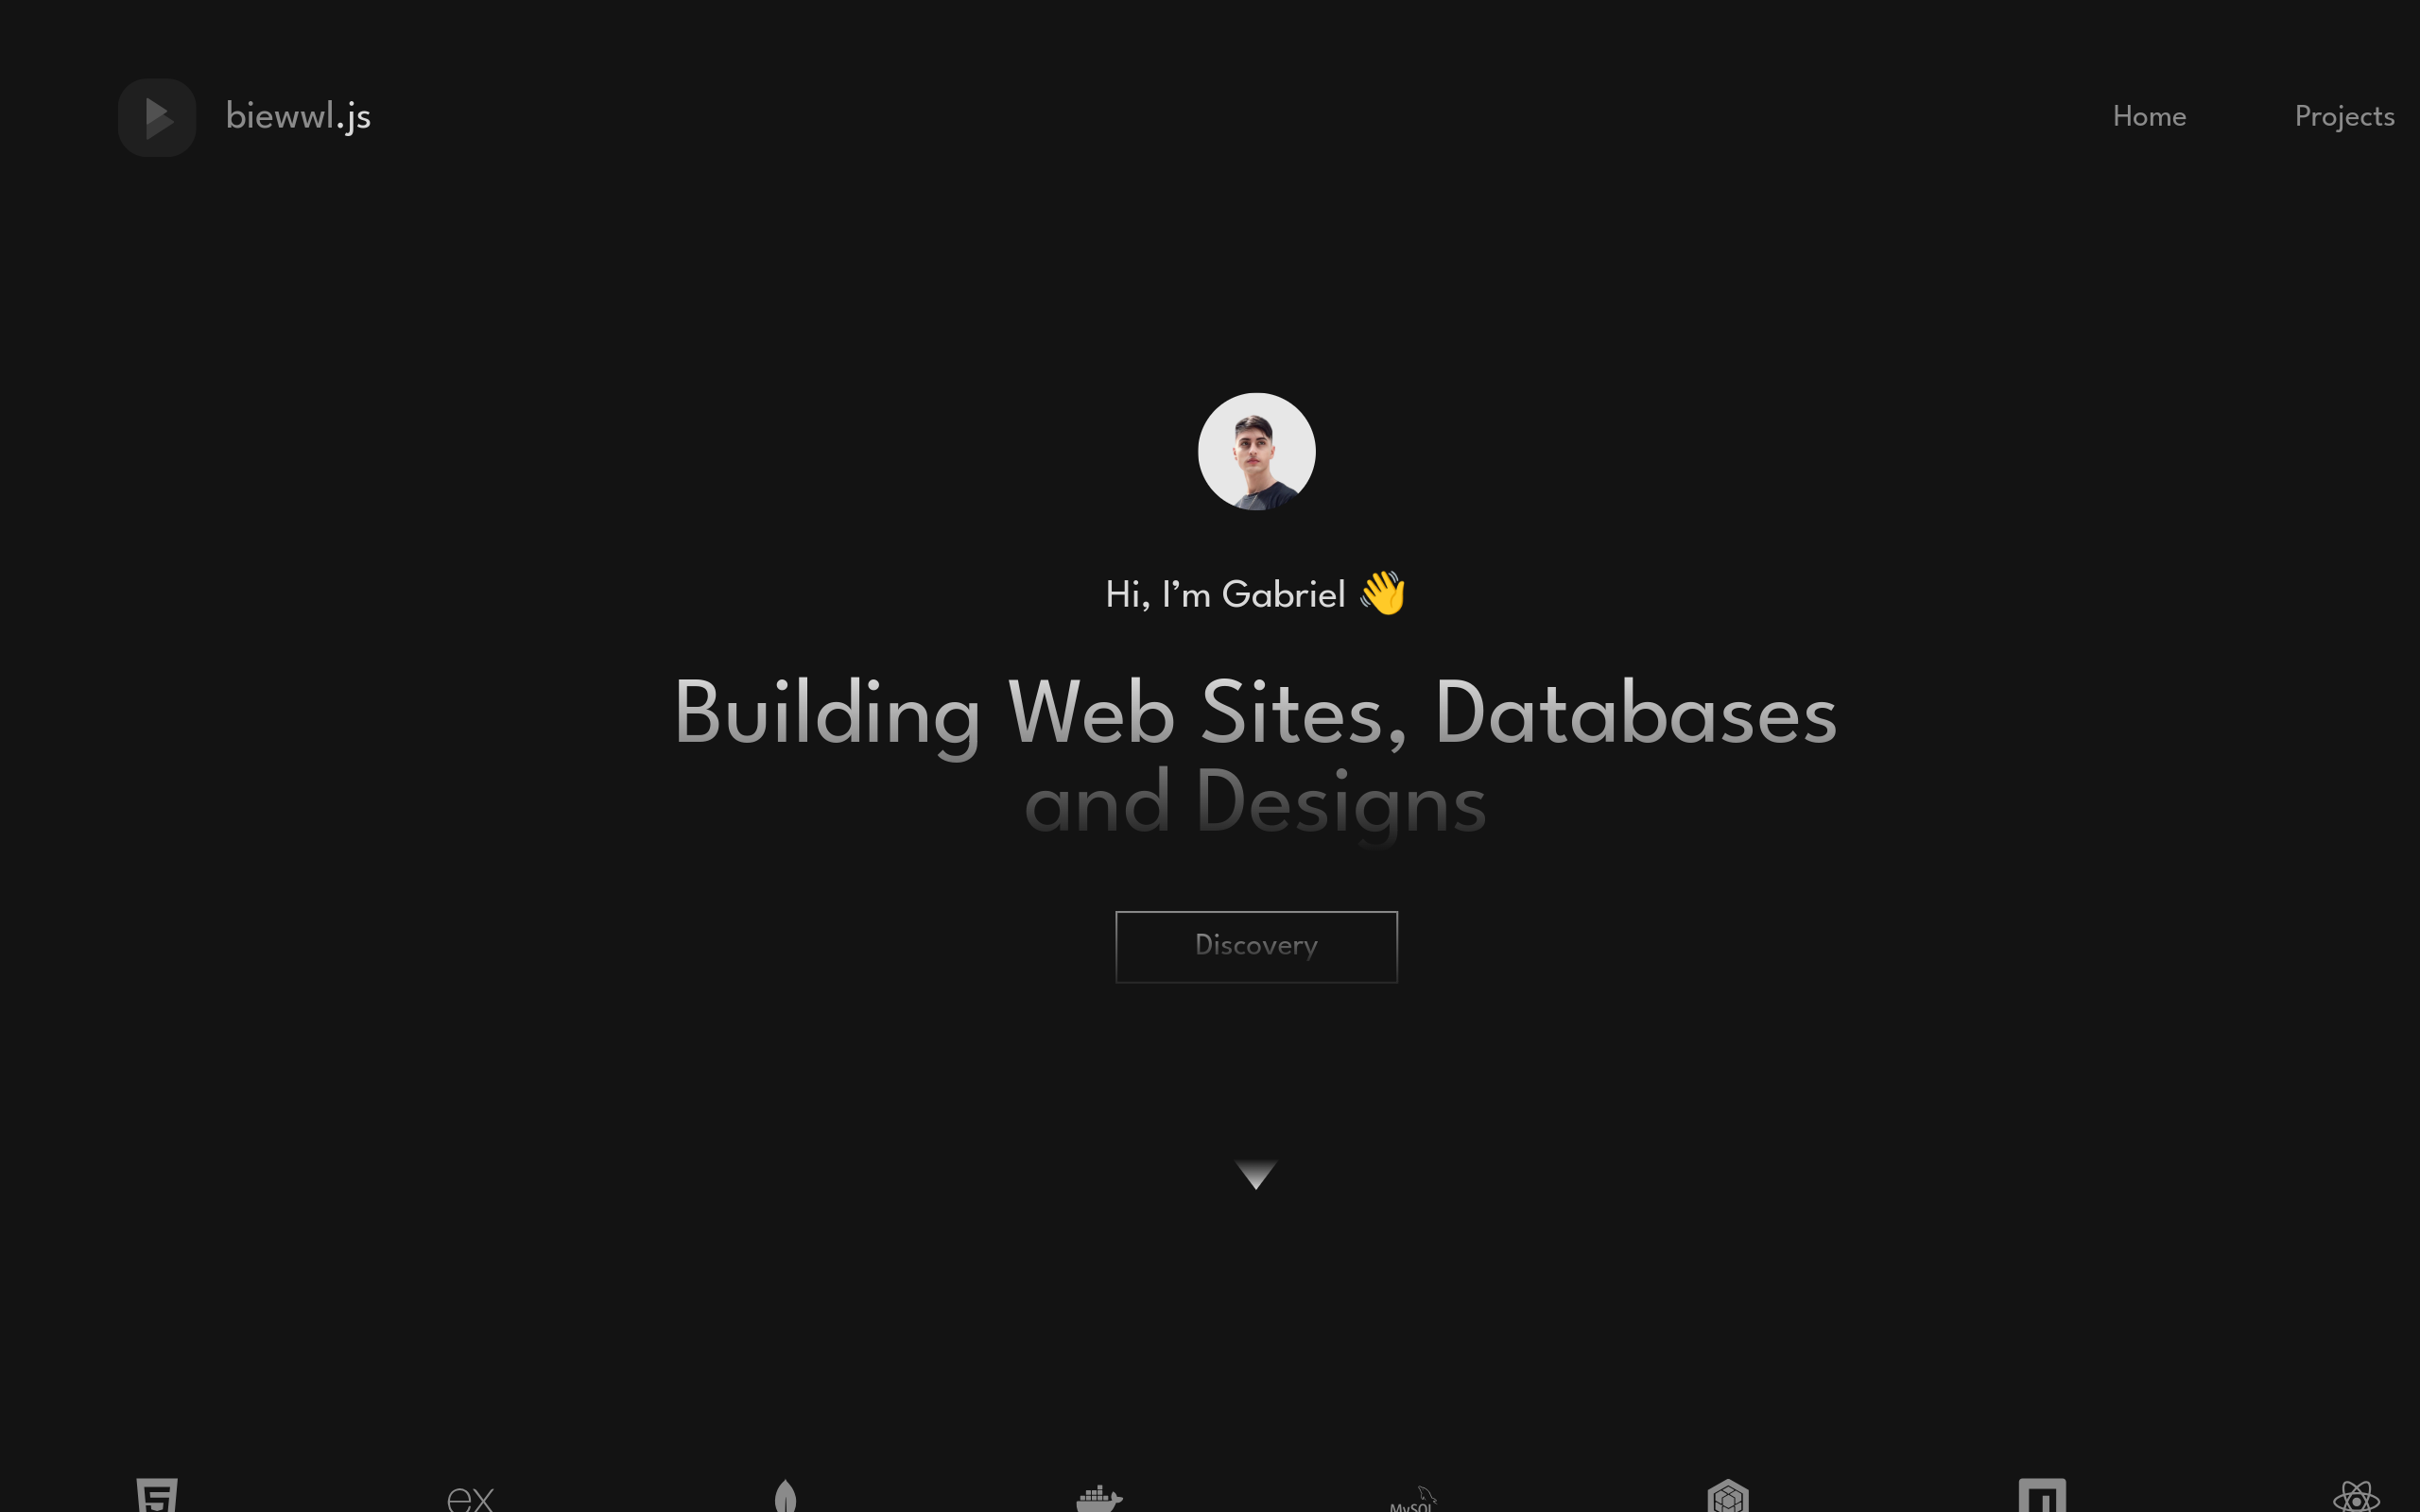 biewwl.js
Home
Projects
Hi, I’m Gabriel 👋
Building Web Sites, Databases
and Designs
Discovery
ex
MySQL